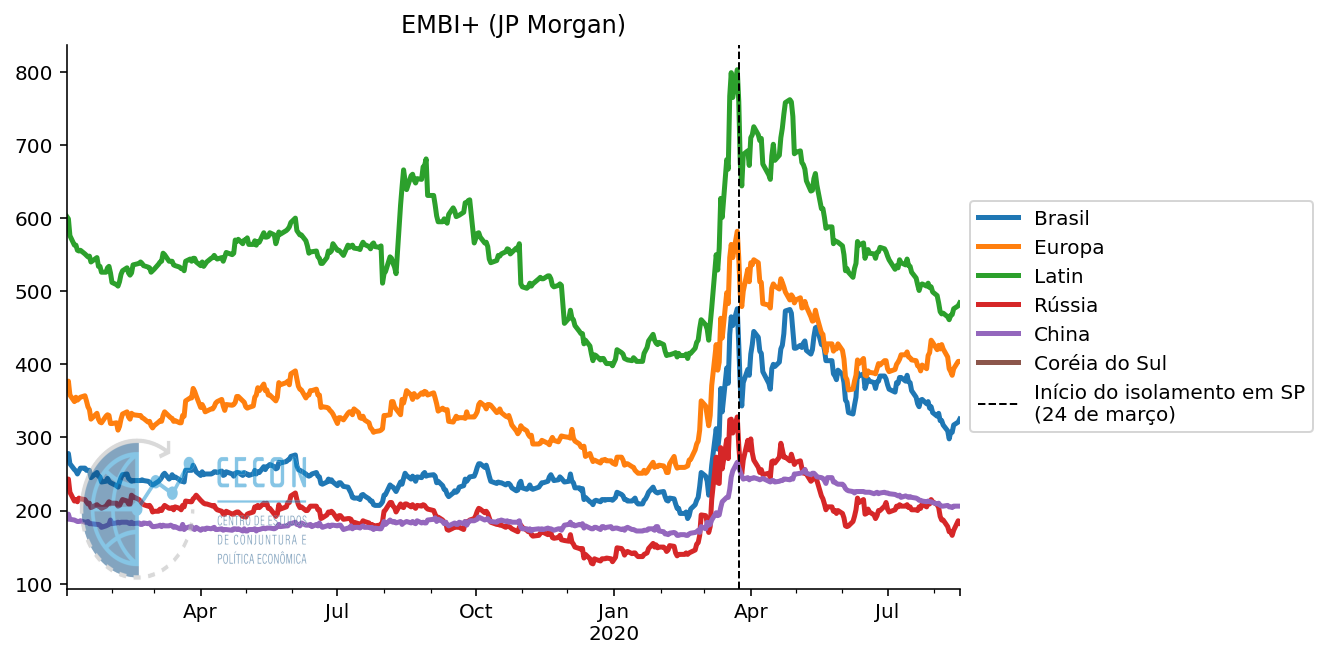 EMBI+ (JP Morgan)
800
700
600
500
400
300
200
100
Apr
Jul
Oct
Jan
2020
Apr
Jul
Brasil
Europa
Latin
Rússia
China
Coréia do Sul
Início do isolamento em SP
(24 de março)
CECON
CENTRO DE ESTUDOS
DE CONJUNTURA E
POLÍTICA ECONÔMICA